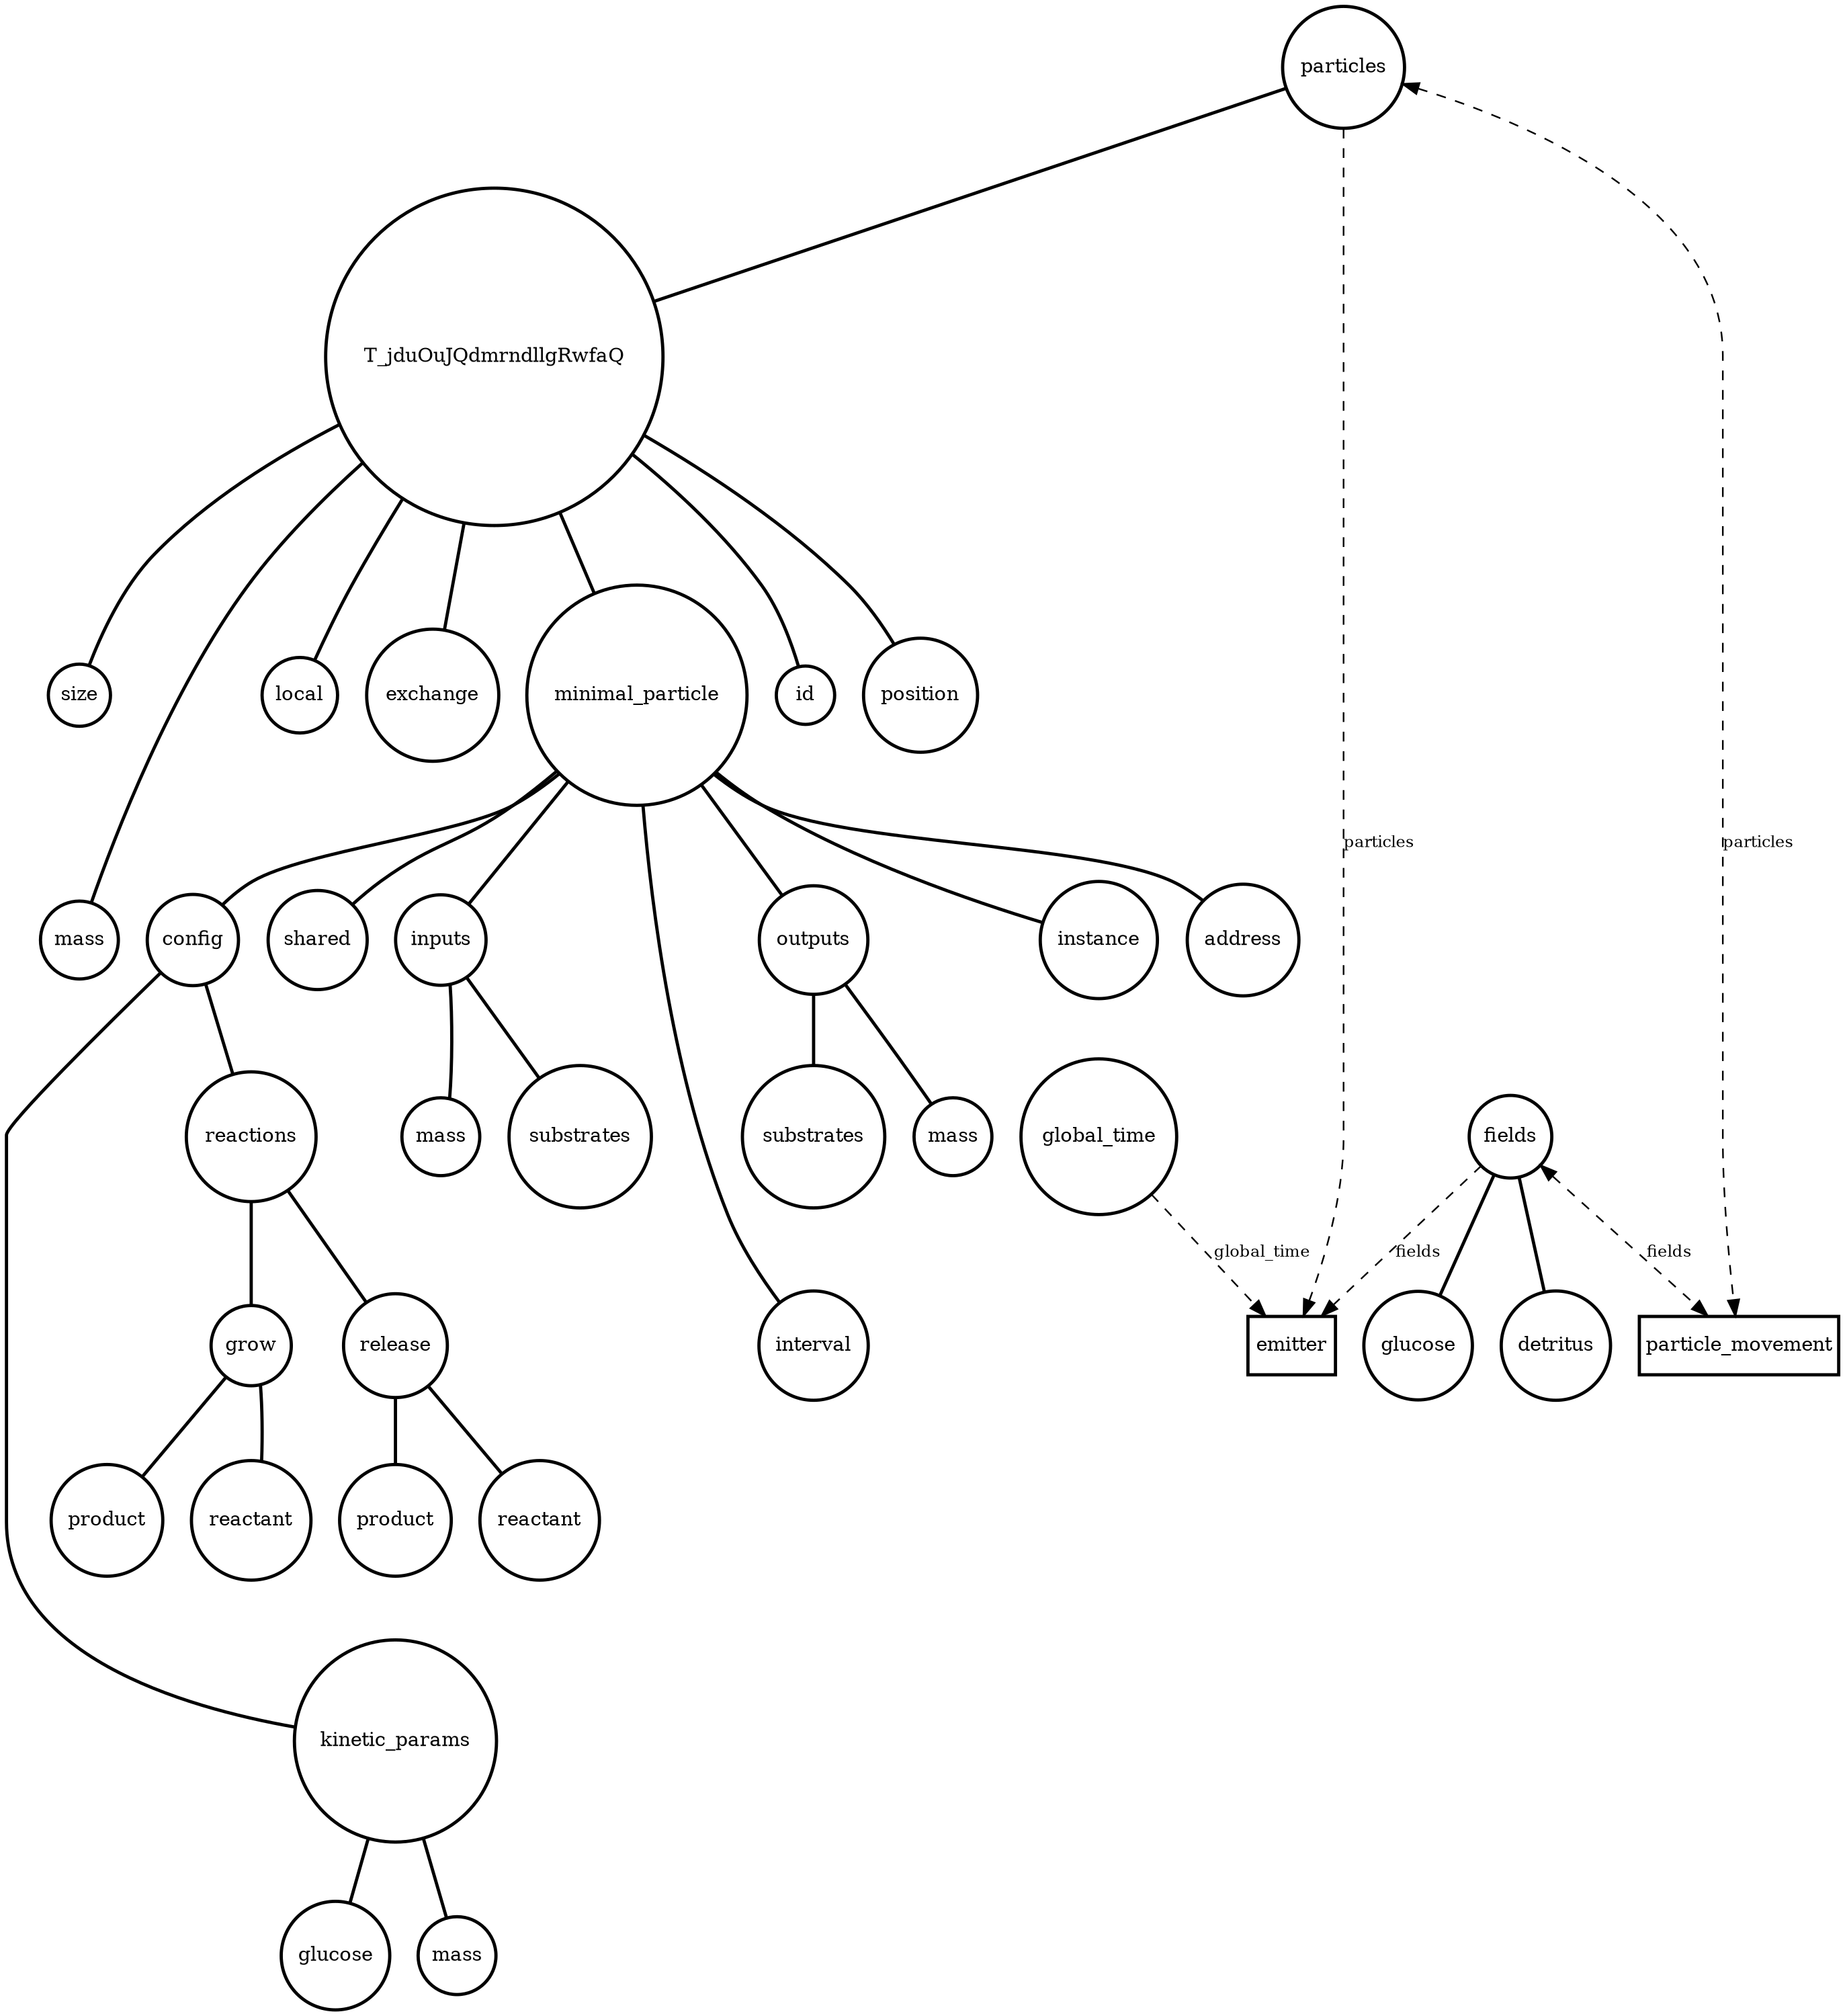 particles
T_jduOuJQdmrndllgRwfaQ
size
local
exchange
minimal_particle
id
position
particles
particles
mass
config
shared
inputs
outputs
instance
address
reactions
mass
substrates
substrates
mass
global_time
fields
global_time
fields
fields
grow
release
interval
emitter
glucose
detritus
particle_movement
product
reactant
product
reactant
kinetic_params
glucose
mass